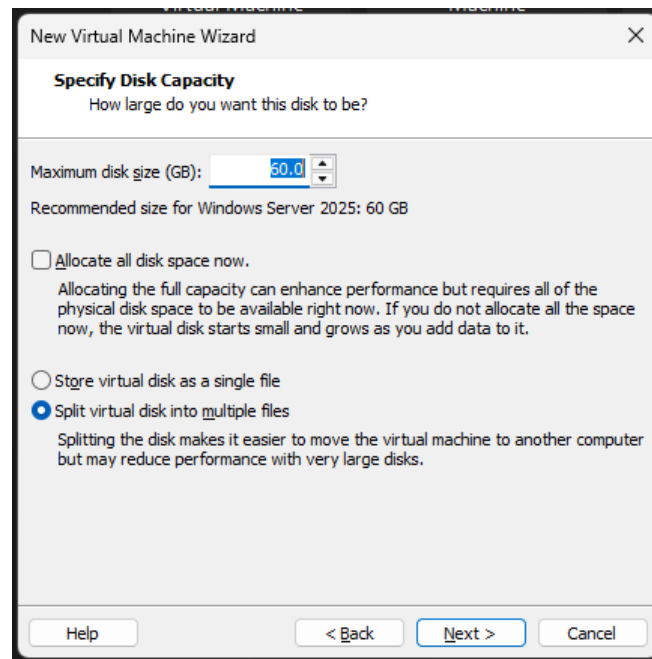 Virtual Machine Machine
New Virtual Machine Wizard
Specify Disk Capacity
How large do you want this disk to be?
Maximum disk size (GB): 60.0
Recommended size for Windows Server 2025: 60 GB
Allocate all disk space now.
Allocating the full capacity can enhance performance but requires all of the
physical disk space to be available right now. If you do not allocate all the space
now, the virtual disk starts small and grows as you add data to it.
Store virtual disk as a single file
Split virtual disk into multiple files
Splitting the disk makes it easier to move the virtual machine to another computer
but may reduce performance with very large disks.
Help < Back Next > Cancel